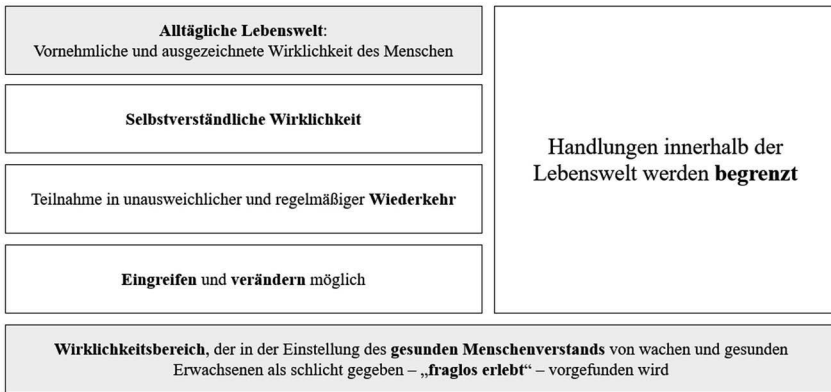 Alltägliche Lebenswelt:
Vornehmliche und ausgezeichnete Wirklichkeit des Menschen
Selbstverständliche Wirklichkeit
Teilnahme in unausweichlicher und regelmäßiger Wiederkehr
Eingreifen und verändern möglich
Handlungen innerhalb der
Lebenswelt werden begrenzt
Wirklichkeitsbereich, der in der Einstellung des gesunden Menschenverstands von wachen und gesunden
Erwachsenen als schlicht gegeben – „fraglos erlebt“ – vorgefunden wird